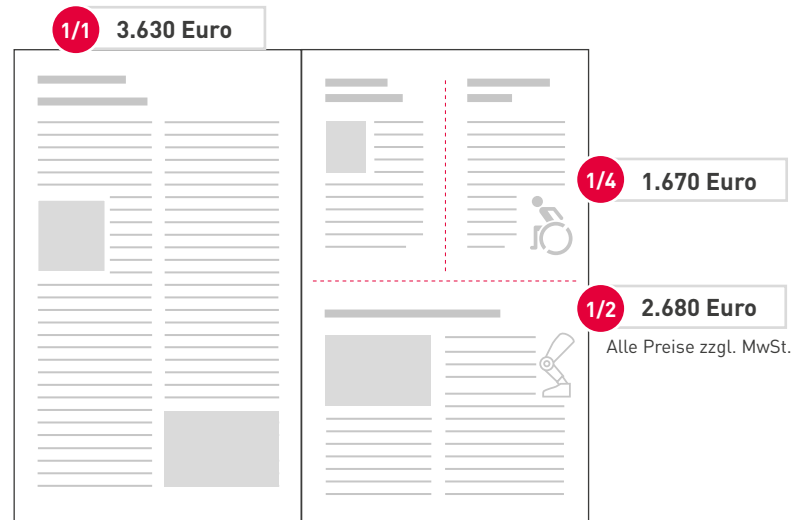 1/1 3.630 Euro
1/4 1.670 Euro
1/2 2.680 Euro
Alle Preise zzgl. MwSt.